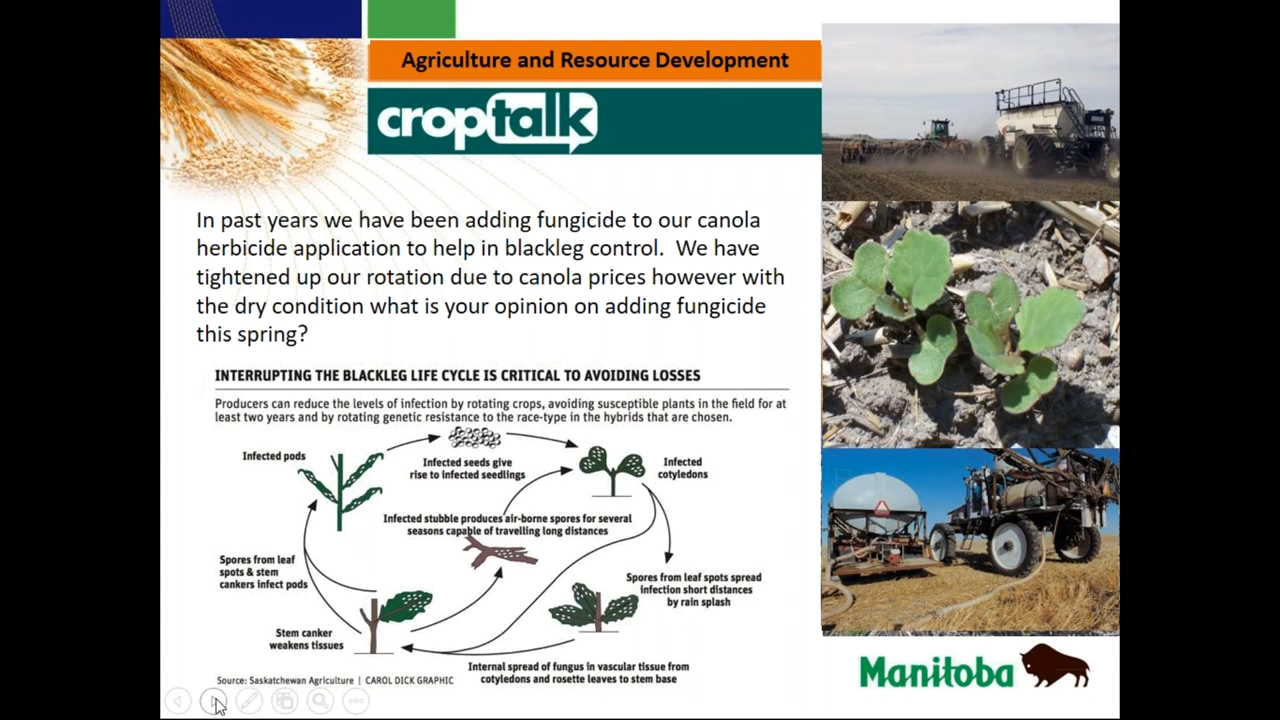 Agriculture and Resource Development
croptalk
In past years we have been adding fungicide to our canola
herbicide application to help in blackleg control.  We have
tightened up our rotation due to canola prices however with
the dry condition what is your opinion on adding fungicide
this spring?
INTERRUPTING THE BLACKLEG LIFE CYCLE IS CRITICAL TO AVOIDING LOSSES
Producers can reduce the levels of infection by rotating crops, avoiding susceptible plants in the field for at
least two years and by rotating genetic resistance to the race-type in the hybrids that are chosen.
Infected pods
Infected seeds give
rise to infected seedlings
Infected
cotyledons
Infected stubble produces air-borne spores for several
seasons capable of travelling long distances
Spores from leaf
spots & stem
cankers infect pods
Spores from leaf spots spread
infection short distances
by rain splash
Stem canker
weakens tissues
Internal spread of fungus in vascular tissue from
cotyledons and rosette leaves to stem base
Source: Saskatchewan Agriculture | CAROL DICK GRAPHIC
Manitoba